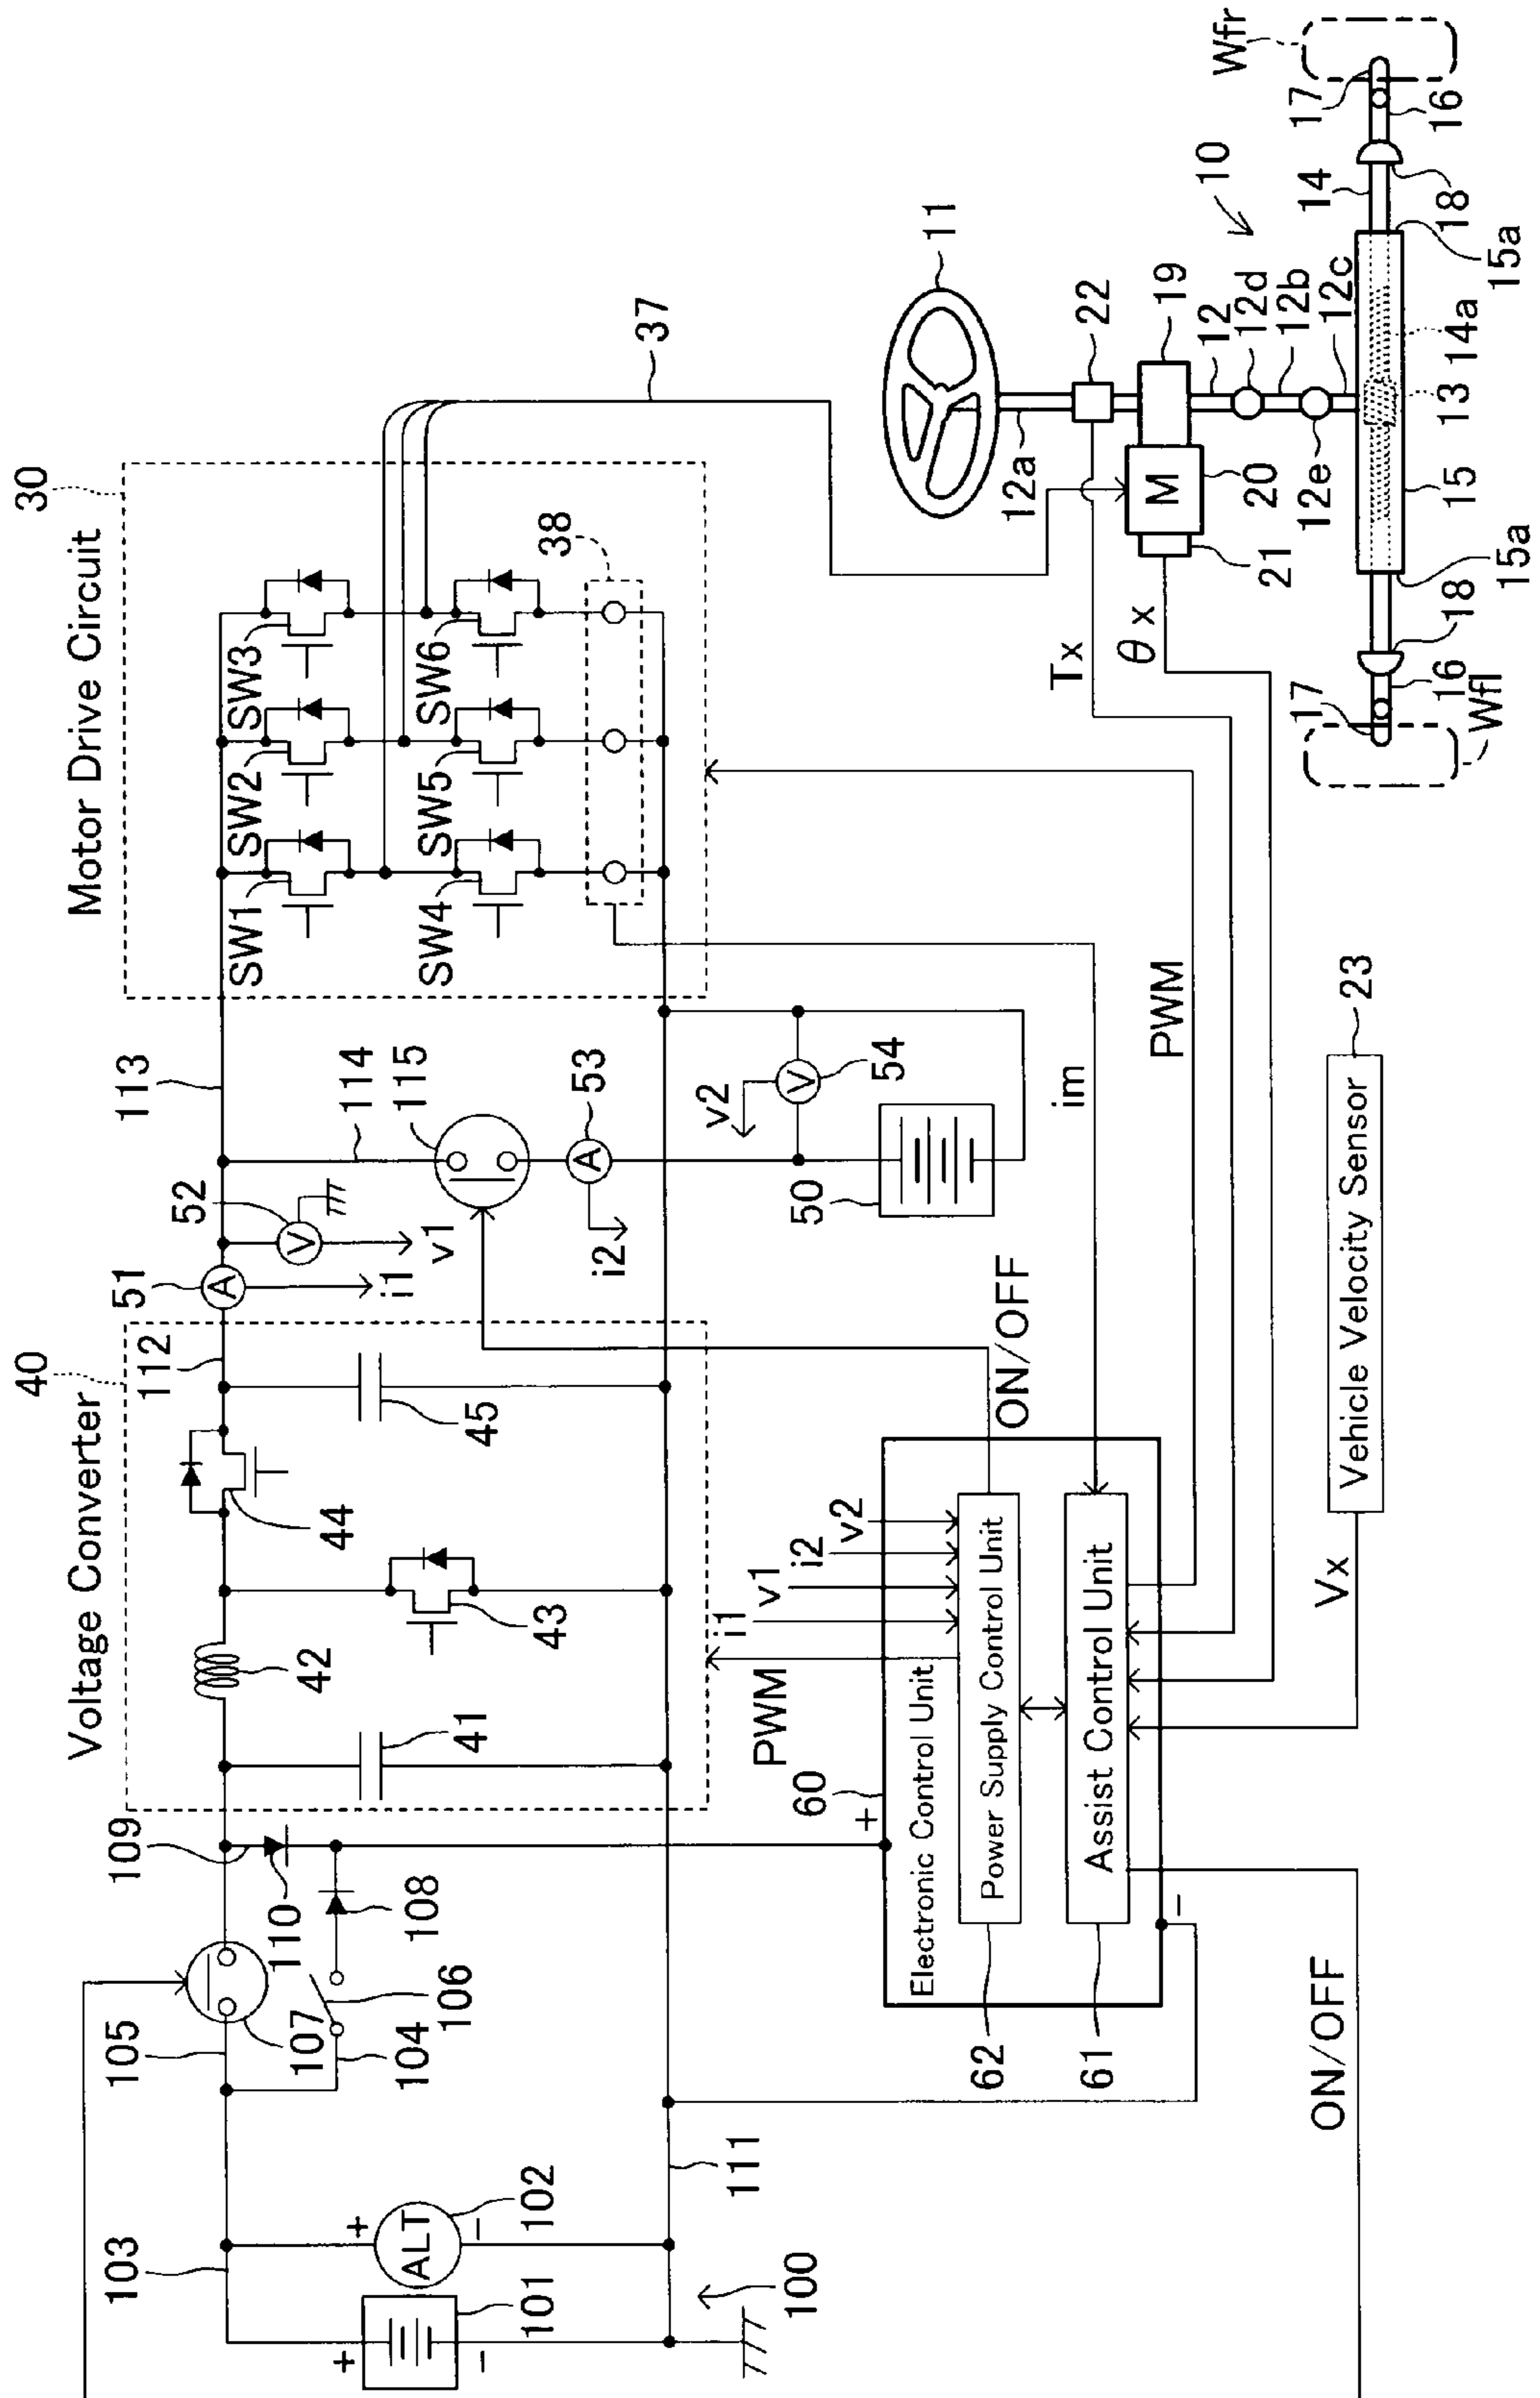 Voltage Converter
40
Motor Drive Circuit
30
103
105
109
112
113
51
A
i1
52
V
v1
114
115
53
A
i2
v2
V
54
50
107
110
108
106
104
42
41
44
43
45
SW1
SW2
SW3
SW4
SW5
SW6
38
37
+
ALT
-
102
+
-
101
111
100
PWM
i1
v1
i2
v2
ON/OFF
im
PWM
60
+
Electronic Control Unit
Power Supply Control Unit
Assist Control Unit
-
62
61
ON/OFF
Vx
Vehicle Velocity Sensor
23
Tx
θx
11
12a
22
19
M
20
21
10
12
12d
12b
12c
12e
13
14a
14
15
15a
15a
18
18
16
16
17
17
Wfr
Wfl